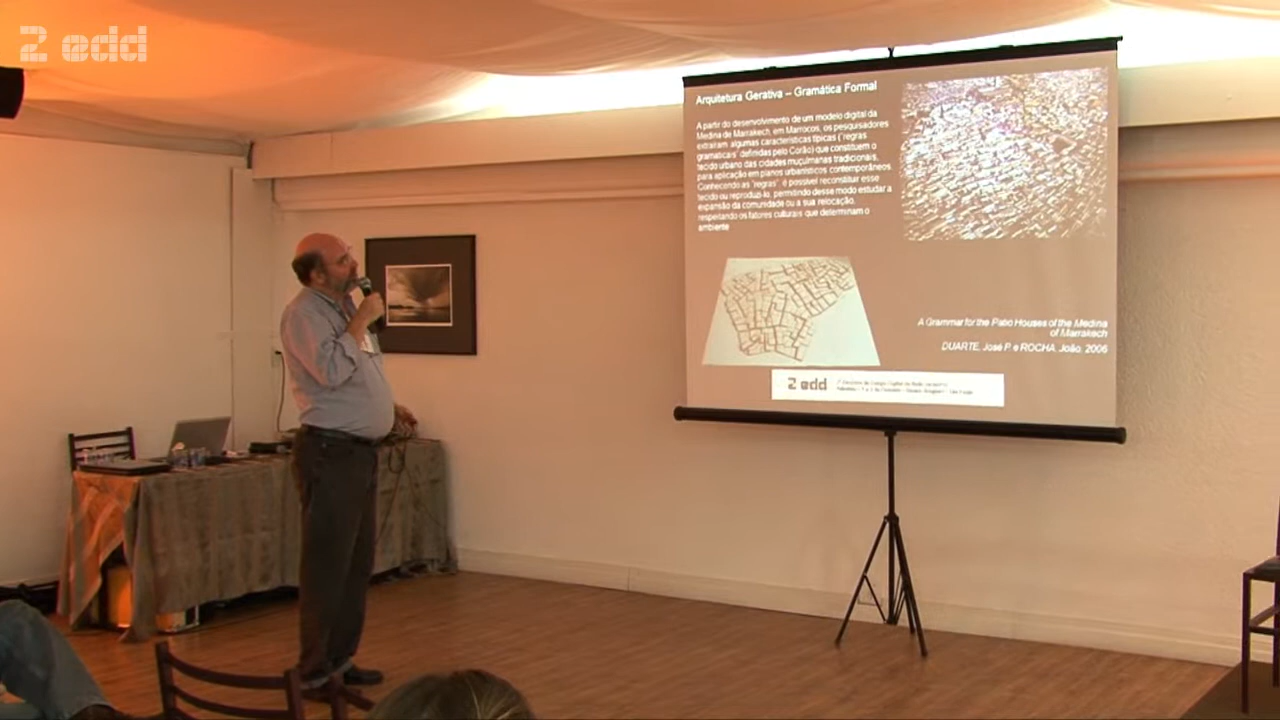 2 edd
Arquitetura Gerativa – Gramática Formal
A partir do desenvolvimento de um modelo digital da
Medina de Marrakech, em Marrocos, os pesquisadores
extraíram algumas características típicas ("regras
gramaticais" definidas pelo Corão) que constituem o
tecido urbano das cidades muçulmanas tradicionais,
para aplicação em planos urbanísticos contemporâneos.
Conhecendo as "regras" é possível reconstituir esse
tecido ou reproduzi-lo, permitindo desse modo estudar a
expansão da comunidade ou a sua relocação,
respeitando os fatores culturais que determinam o
ambiente
A Grammar for the Patio Houses of the Medina
of Marrakech
DUARTE, José P. e ROCHA, João. 2006
2 edd